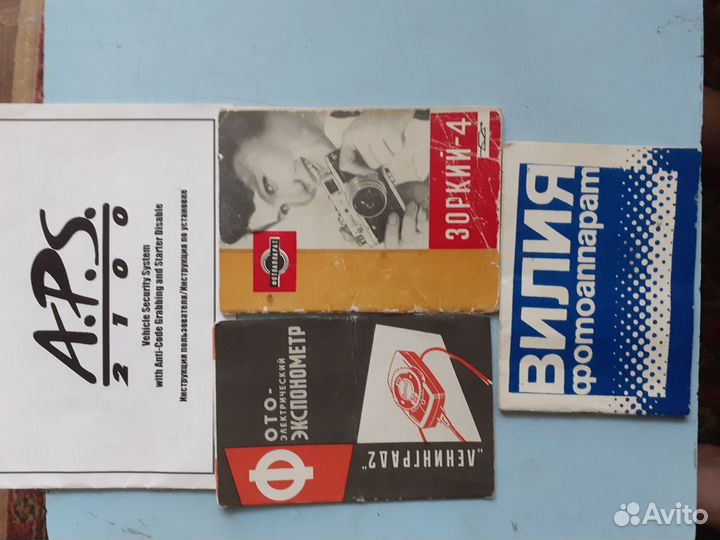 A.P.S.
2100
Vehicle Security System
with Anti-Code Grabbing and Starter Disable
Инструкция пользователя/Инструкция по установке
ФОТОАППАРАТ
ЗОРКИЙ-4
ФОТО-
ЭЛЕКТРИЧЕСКИЙ
ЭКСПОНОМЕТР
"ЛЕНИНГРАД2"
ВИЛИЯ
фотоаппарат
Avito